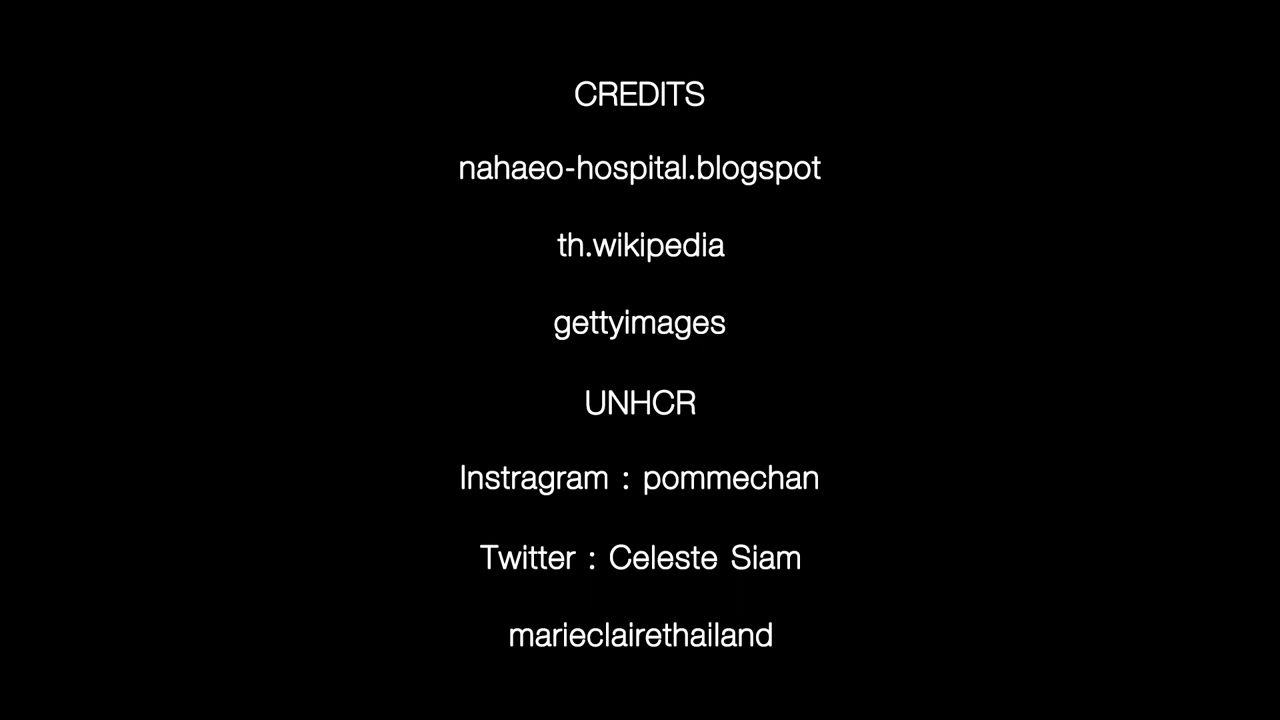 CREDITS
nahaeo-hospital.blogspot
th.wikipedia
gettyimages
UNHCR
Instragram : pommechan
Twitter : Celeste Siam
marieclairethailand